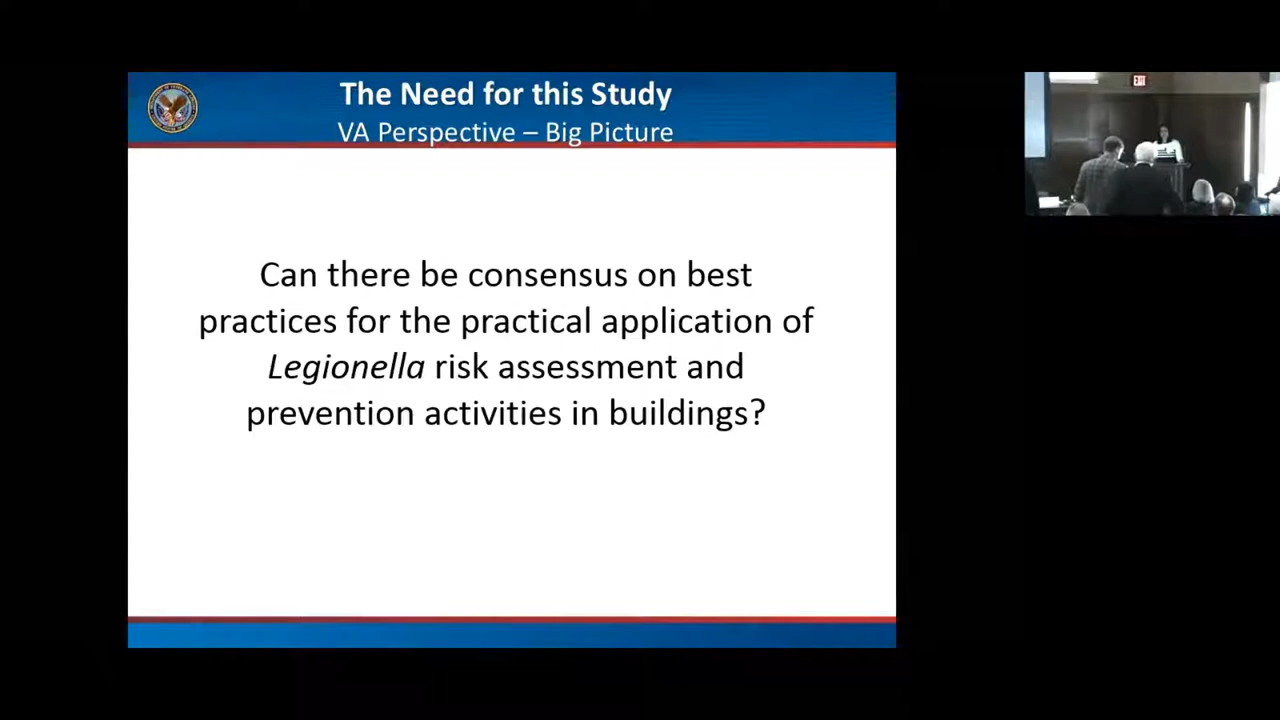 The Need for this Study
VA Perspective – Big Picture
Can there be consensus on best
practices for the practical application of
Legionella risk assessment and
prevention activities in buildings?
EXIT